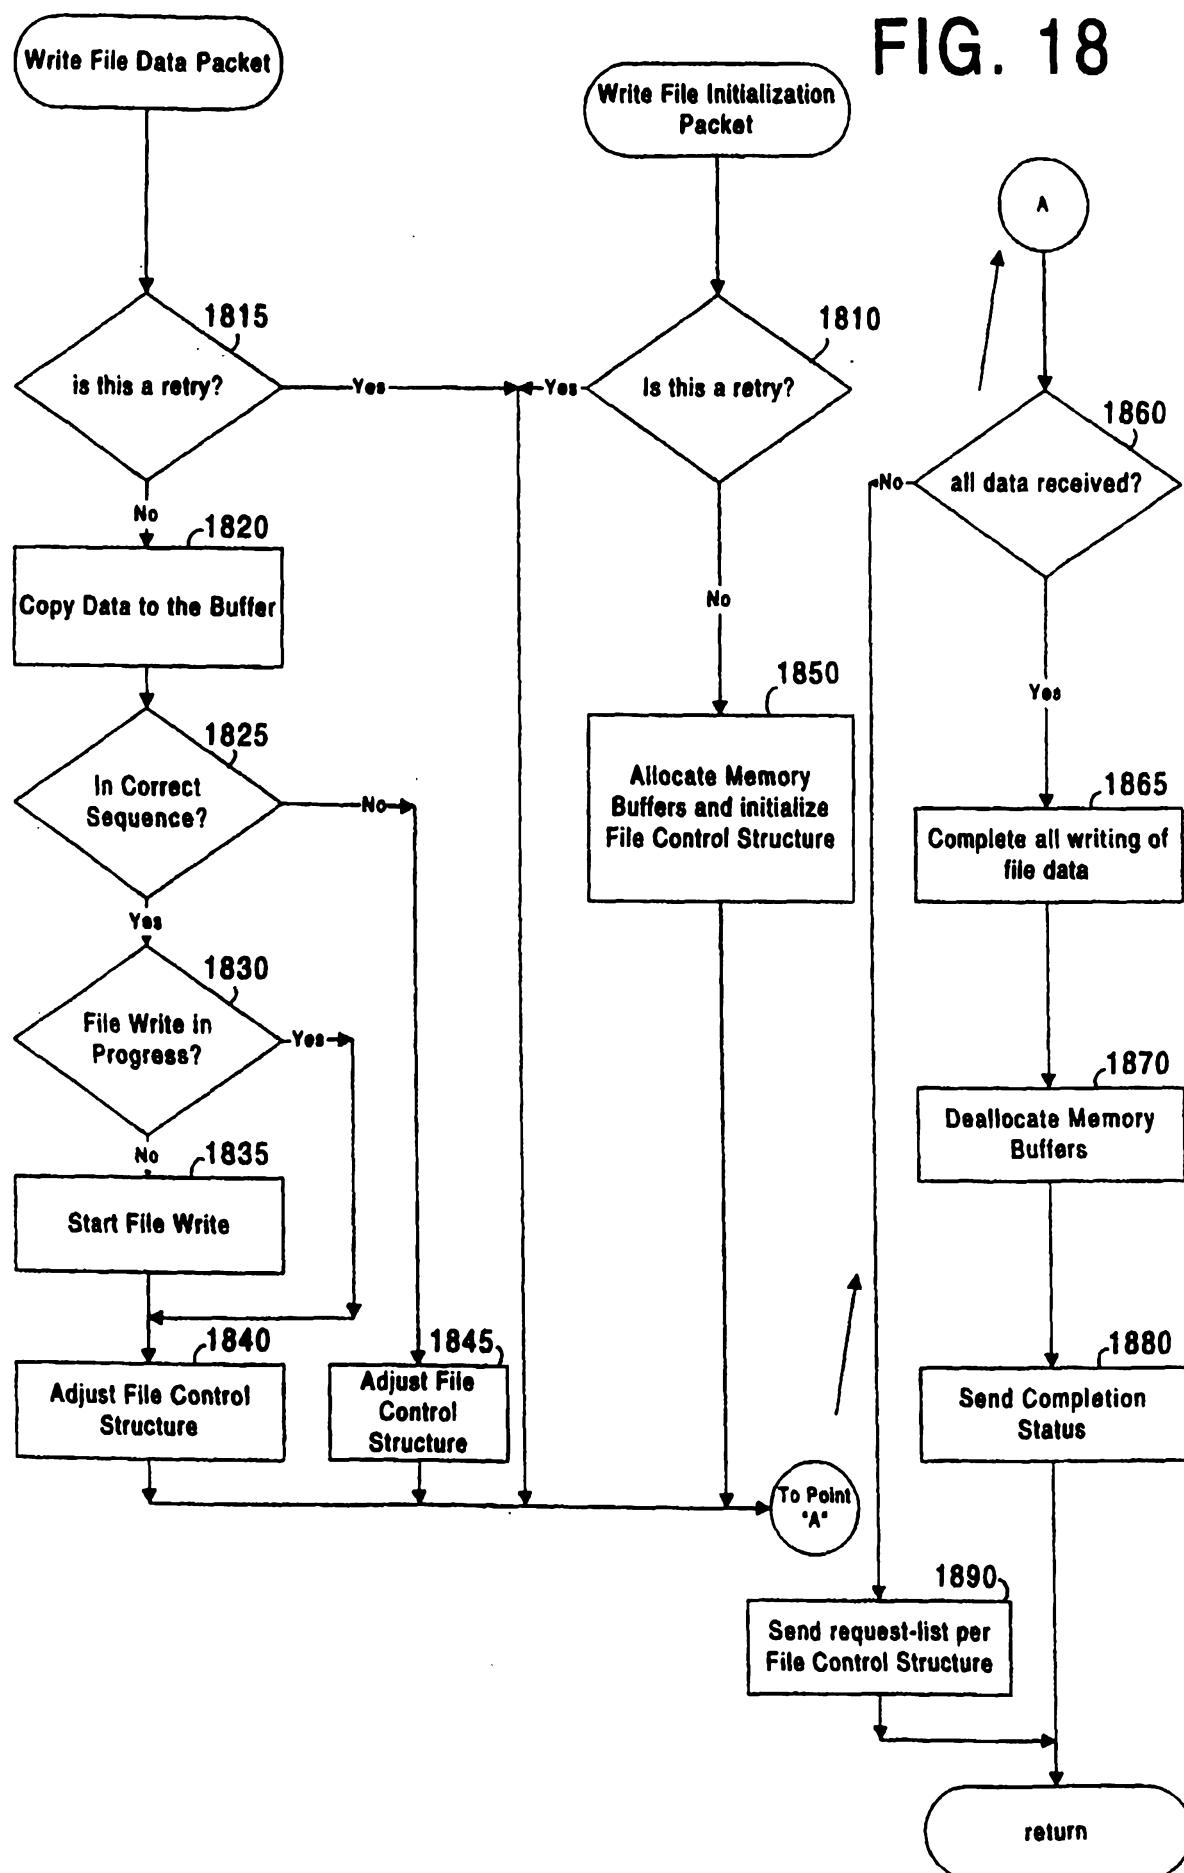 FIG. 18
Write File Data Packet
Write File Initialization
Packet
A
1815
is this a retry?
Yes
Yes
1810
Is this a retry?
1860
all data received?
No
No
1820
Copy Data to the Buffer
No
1850
Allocate Memory
Buffers and initialize
File Control Structure
Yes
1825
In Correct
Sequence?
No
1865
Complete all writing of
file data
Yes
1830
File Write in
Progress?
Yes
1870
Deallocate Memory
Buffers
No
1835
Start File Write
1840
Adjust File Control
Structure
1845
Adjust File
Control
Structure
1880
Send Completion
Status
To Point
"A"
1890
Send request-list per
File Control Structure
return